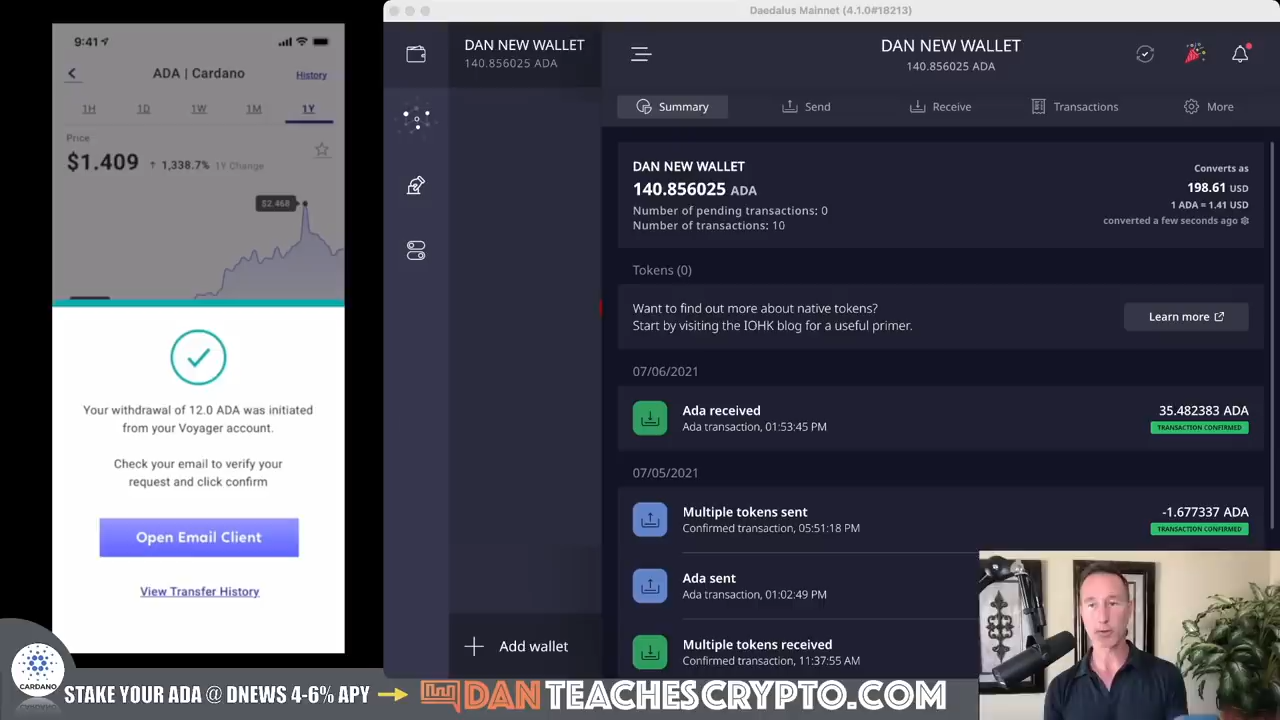 9:41
ADA | Cardano
History
1H
1D
1W
1M
1Y
Price
$1.409
↑ 1,338.7% 1Y Change
$2.468
Your withdrawal of 12.0 ADA was initiated
from your Voyager account.
Check your email to verify your
request and click confirm
Open Email Client
View Transfer History
Daedalus Mainnet (4.1.0#18213)
DAN NEW WALLET
140.856025 ADA
DAN NEW WALLET
140.856025 ADA
Summary
Send
Receive
Transactions
More
DAN NEW WALLET
140.856025 ADA
Number of pending transactions: 0
Number of transactions: 10
Converts as
198.61 USD
1 ADA = 1.41 USD
converted a few seconds ago
Tokens (0)
Want to find out more about native tokens?
Start by visiting the IOHK blog for a useful primer.
Learn more
07/06/2021
Ada received
Ada transaction, 01:53:45 PM
35.482383 ADA
TRANSACTION CONFIRMED
07/05/2021
Multiple tokens sent
Confirmed transaction, 05:51:18 PM
-1.677337 ADA
TRANSACTION CONFIRMED
Ada sent
Ada transaction, 01:02:49 PM
Multiple tokens received
Confirmed transaction, 11:37:55 AM
Add wallet
CARDANO
STAKE YOUR ADA @ DNEWS 4-6% APY → DANTEACHESCRYPTO.COM